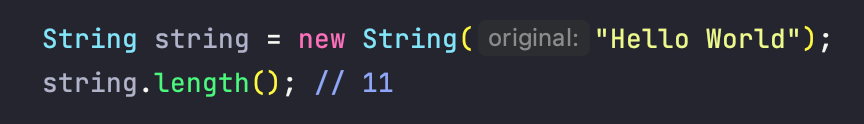 String string = new String( original: "Hello World");
string.length(); // 11